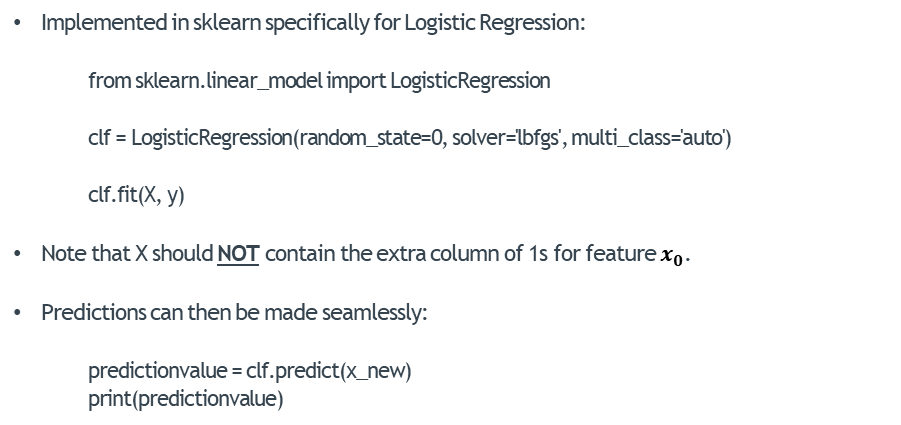 • Implemented in sklearn specifically for Logistic Regression:
from sklearn.linear_model import LogisticRegression
clf = LogisticRegression(random_state=0, solver='lbfgs', multi_class='auto')
clf.fit(X, y)
• Note that X should NOT contain the extra column of 1s for feature x₀.
• Predictions can then be made seamlessly:
predictionvalue = clf.predict(x_new)
print(predictionvalue)